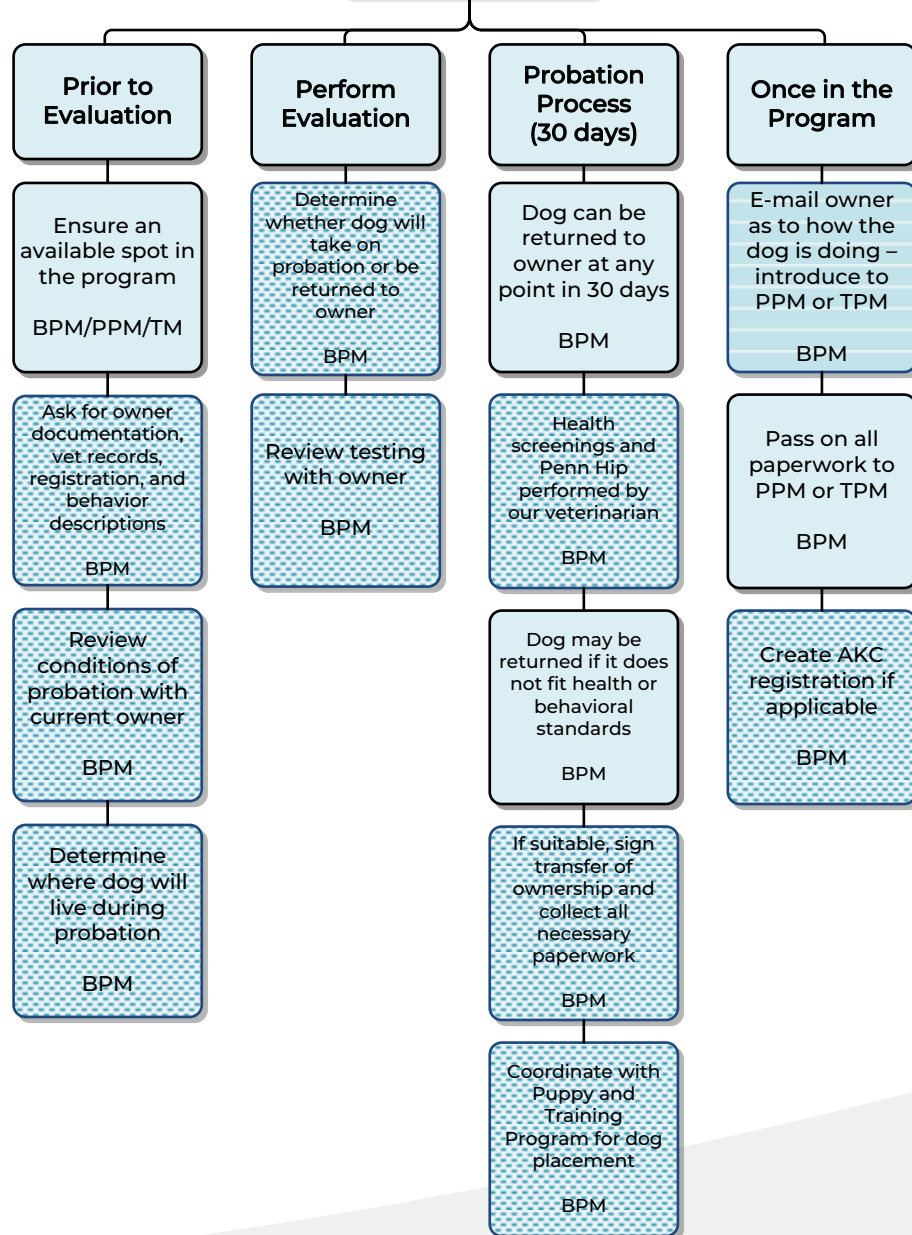 Prior to
Evaluation
Ensure an
available spot in
the program
BPM/PPM/TM
Ask for owner
documentation,
vet records,
registration, and
behavior
descriptions
BPM
Review
conditions of
probation with
current owner
BPM
Determine
where dog will
live during
probation
BPM
Perform
Evaluation
Determine
whether dog will
take on
probation or be
returned to
owner
BPM
Review testing
with owner
BPM
Probation
Process
(30 days)
Dog can be
returned to
owner at any
point in 30 days
BPM
Health
screenings and
Penn Hip
performed by
our veterinarian
BPM
Dog may be
returned if it does
not fit health or
behavioral
standards
BPM
If suitable, sign
transfer of
ownership and
collect all
necessary
paperwork
BPM
Coordinate with
Puppy and
Training
Program for dog
placement
BPM
Once in the
Program
E-mail owner
as to how the
dog is doing –
introduce to
PPM or TPM
BPM
Pass on all
paperwork to
PPM or TPM
BPM
Create AKC
registration if
applicable
BPM